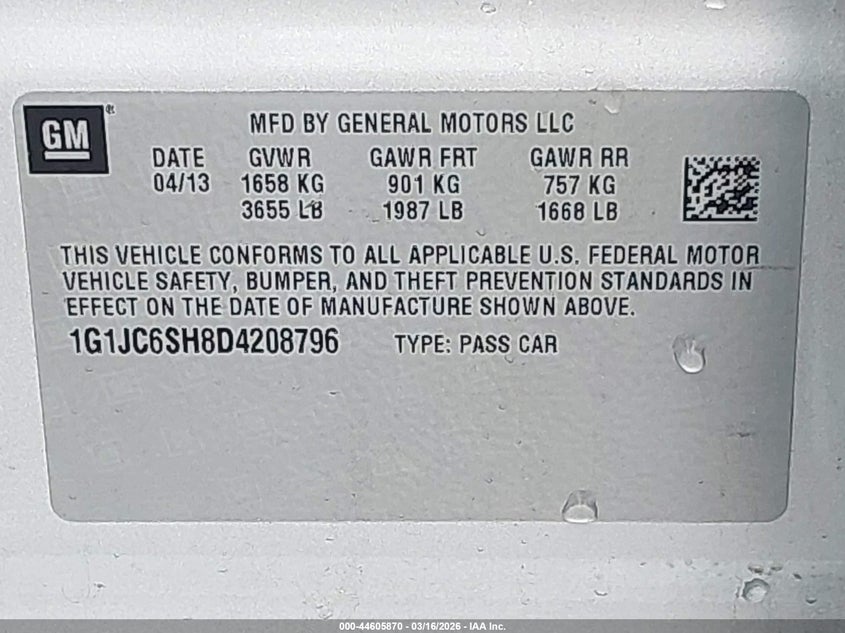 GM®
MFD BY GENERAL MOTORS LLC
DATE GVWR GAWR FRT GAWR RR
04/13 1658 KG 901 KG 757 KG
3655 LB 1987 LB 1668 LB
THIS VEHICLE CONFORMS TO ALL APPLICABLE U.S. FEDERAL MOTOR
VEHICLE SAFETY, BUMPER, AND THEFT PREVENTION STANDARDS IN
EFFECT ON THE DATE OF MANUFACTURE SHOWN ABOVE.
1G1JC6SH8D4208796 TYPE: PASS CAR
000-44605870 - 03/16/2026 - IAA Inc.